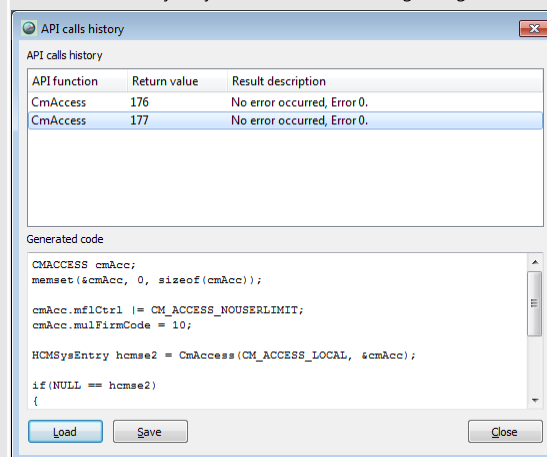 API calls history
API calls history
API function Return value Result description
CmAccess 176 No error occurred, Error 0.
CmAccess 177 No error occurred, Error 0.
Generated code
CMACCESS cmAcc;
memset(&cmAcc, 0, sizeof(cmAcc));
cmAcc.mflCtrl |= CM_ACCESS_NOUSERLIMIT;
cmAcc.mulFirmCode = 10;
HCMSysEntry hcmse2 = CmAccess(CM_ACCESS_LOCAL, &cmAcc);
if(NULL == hcmse2)
{
Load Save Close